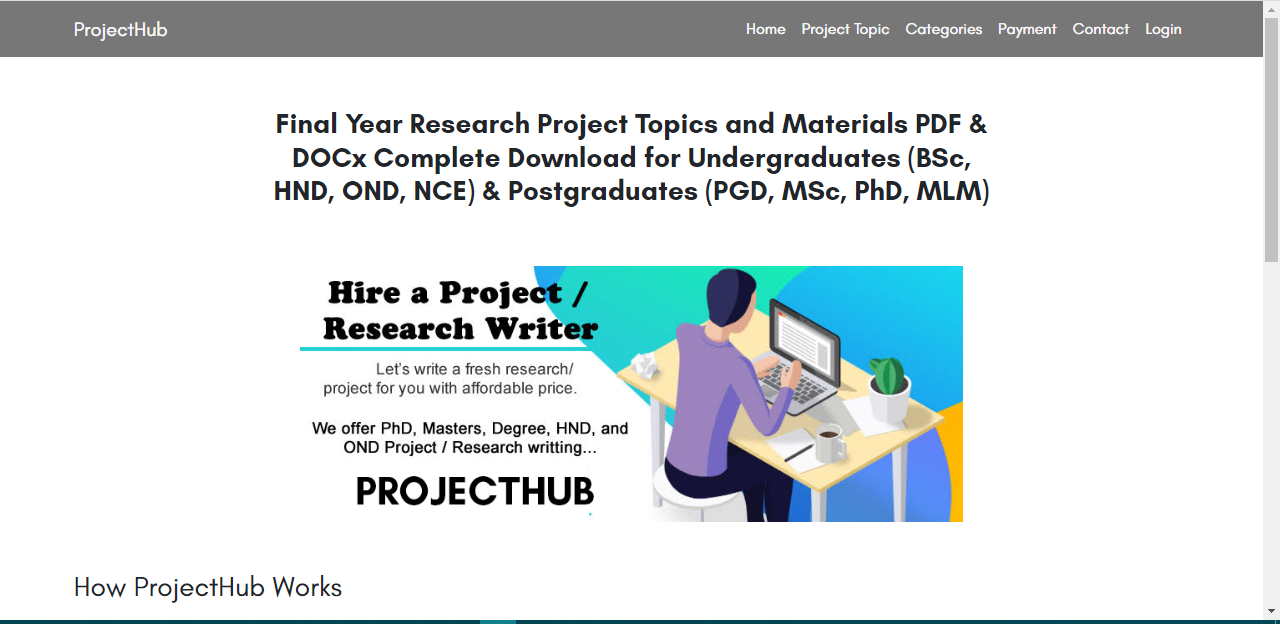 ProjectHub
Home Project Topic Categories Payment Contact Login
Final Year Research Project Topics and Materials PDF &
DOCx Complete Download for Undergraduates (BSc,
HND, OND, NCE) & Postgraduates (PGD, MSc, PhD, MLM)
Hire a Project /
Research Writer
Let's write a fresh research/
project for you with affordable price.
We offer PhD, Masters, Degree, HND, and
OND Project / Research writting...
PROJECTHUB
How ProjectHub Works